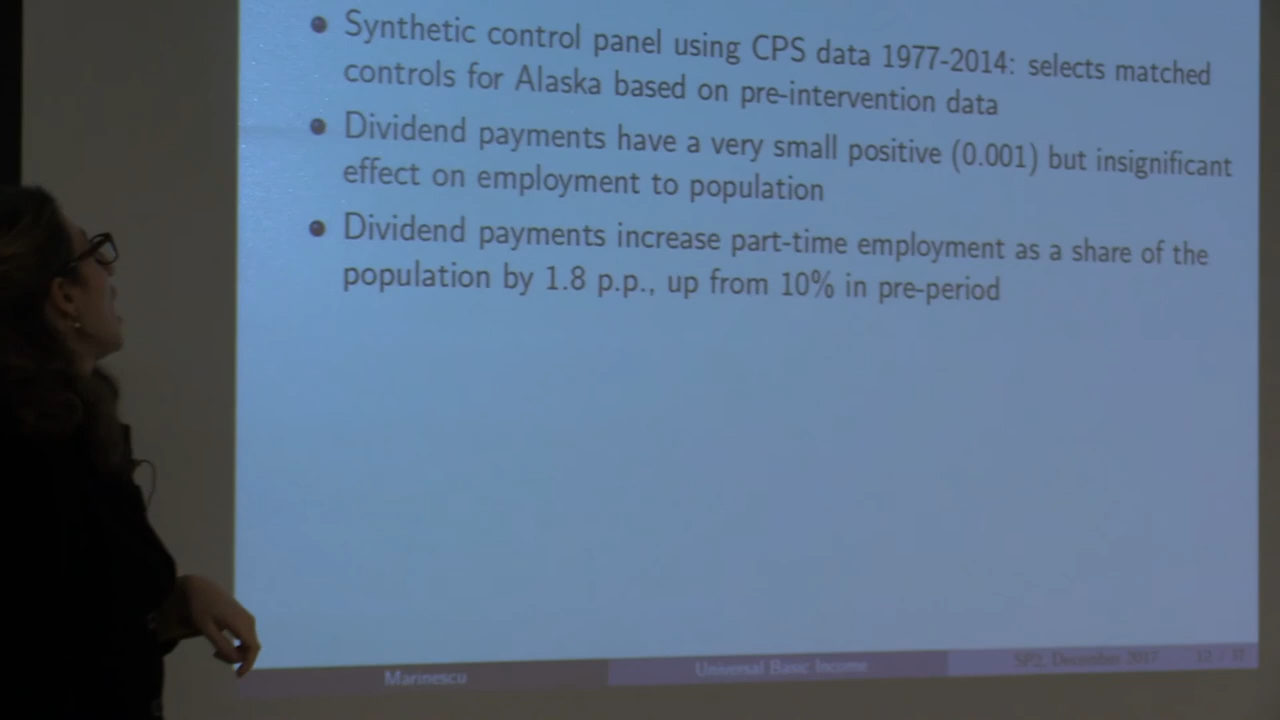 Synthetic control panel using CPS data 1977-2014: selects matched
controls for Alaska based on pre-intervention data
Dividend payments have a very small positive (0.001) but insignificant
effect on employment to population
Dividend payments increase part-time employment as a share of the
population by 1.8 p.p., up from 10% in pre-period
Marinescu
Universal Basic Income
SP2, December 2017
12 / 12